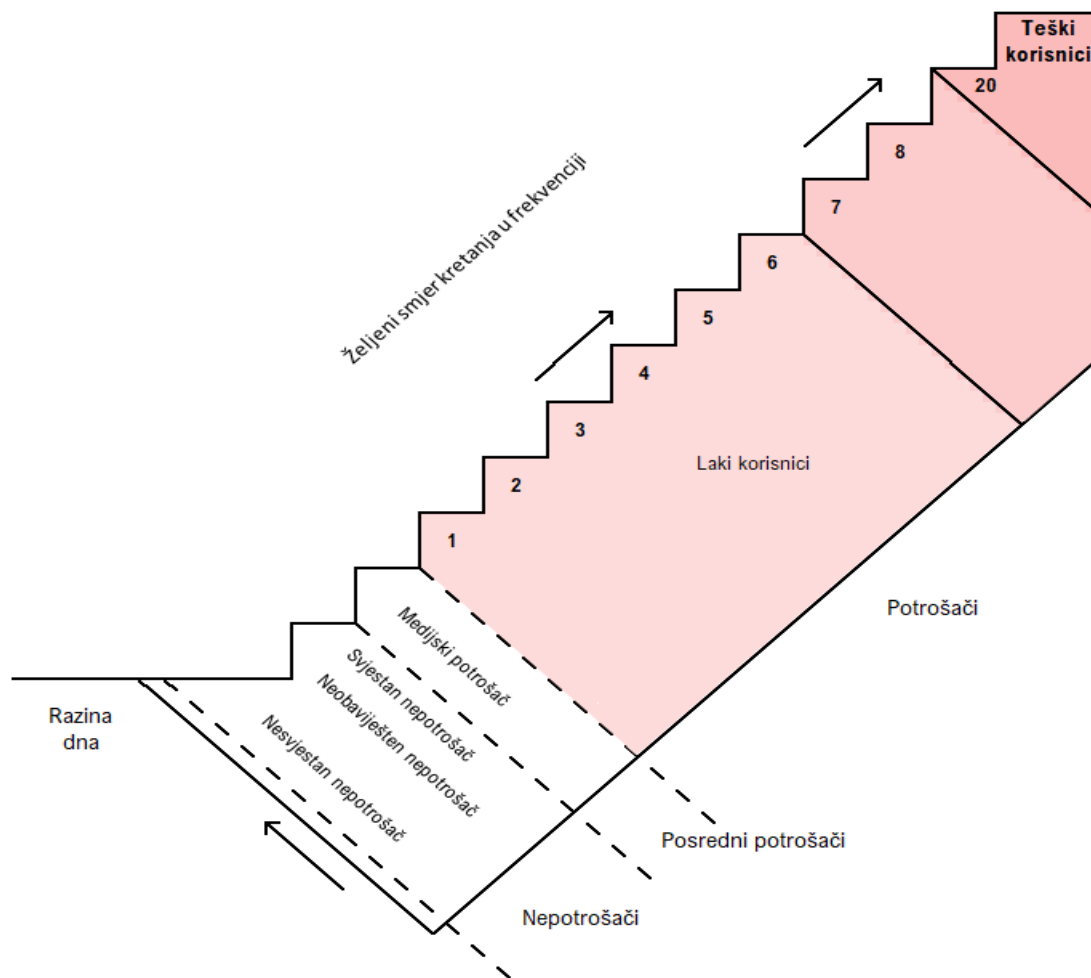 Teški
korisnici
20
8
7
6
5
4
3
2
1
Željeni smjer kretanja u frekvenciji
Laki korisnici
Potrošači
Medijski potrošač
Svjestan nepotrošač
Neobaviješten nepotrošač
Nesvjestan nepotrošač
Razina
dna
Posredni potrošači
Nepotrošači